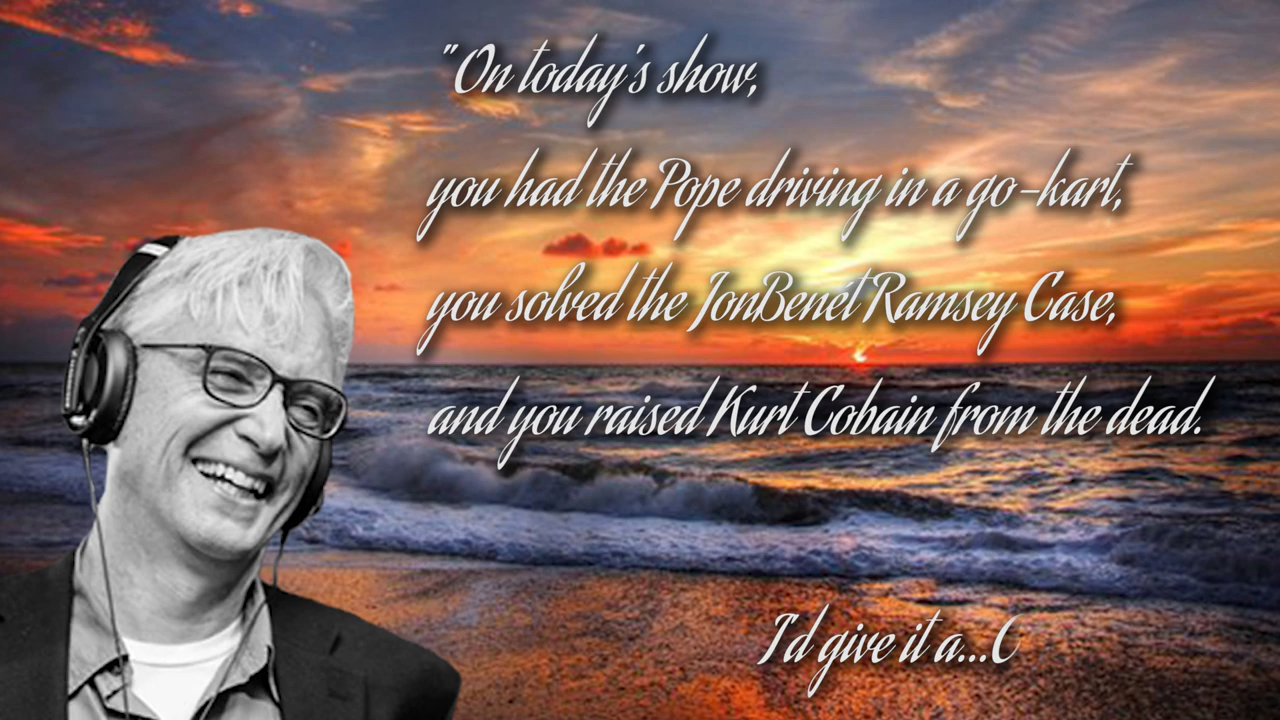 "On today's show,
you had the Pope driving in a go-kart,
you solved the JonBenét Ramsey Case,
and you raised Kurt Cobain from the dead.
I'd give it a...C